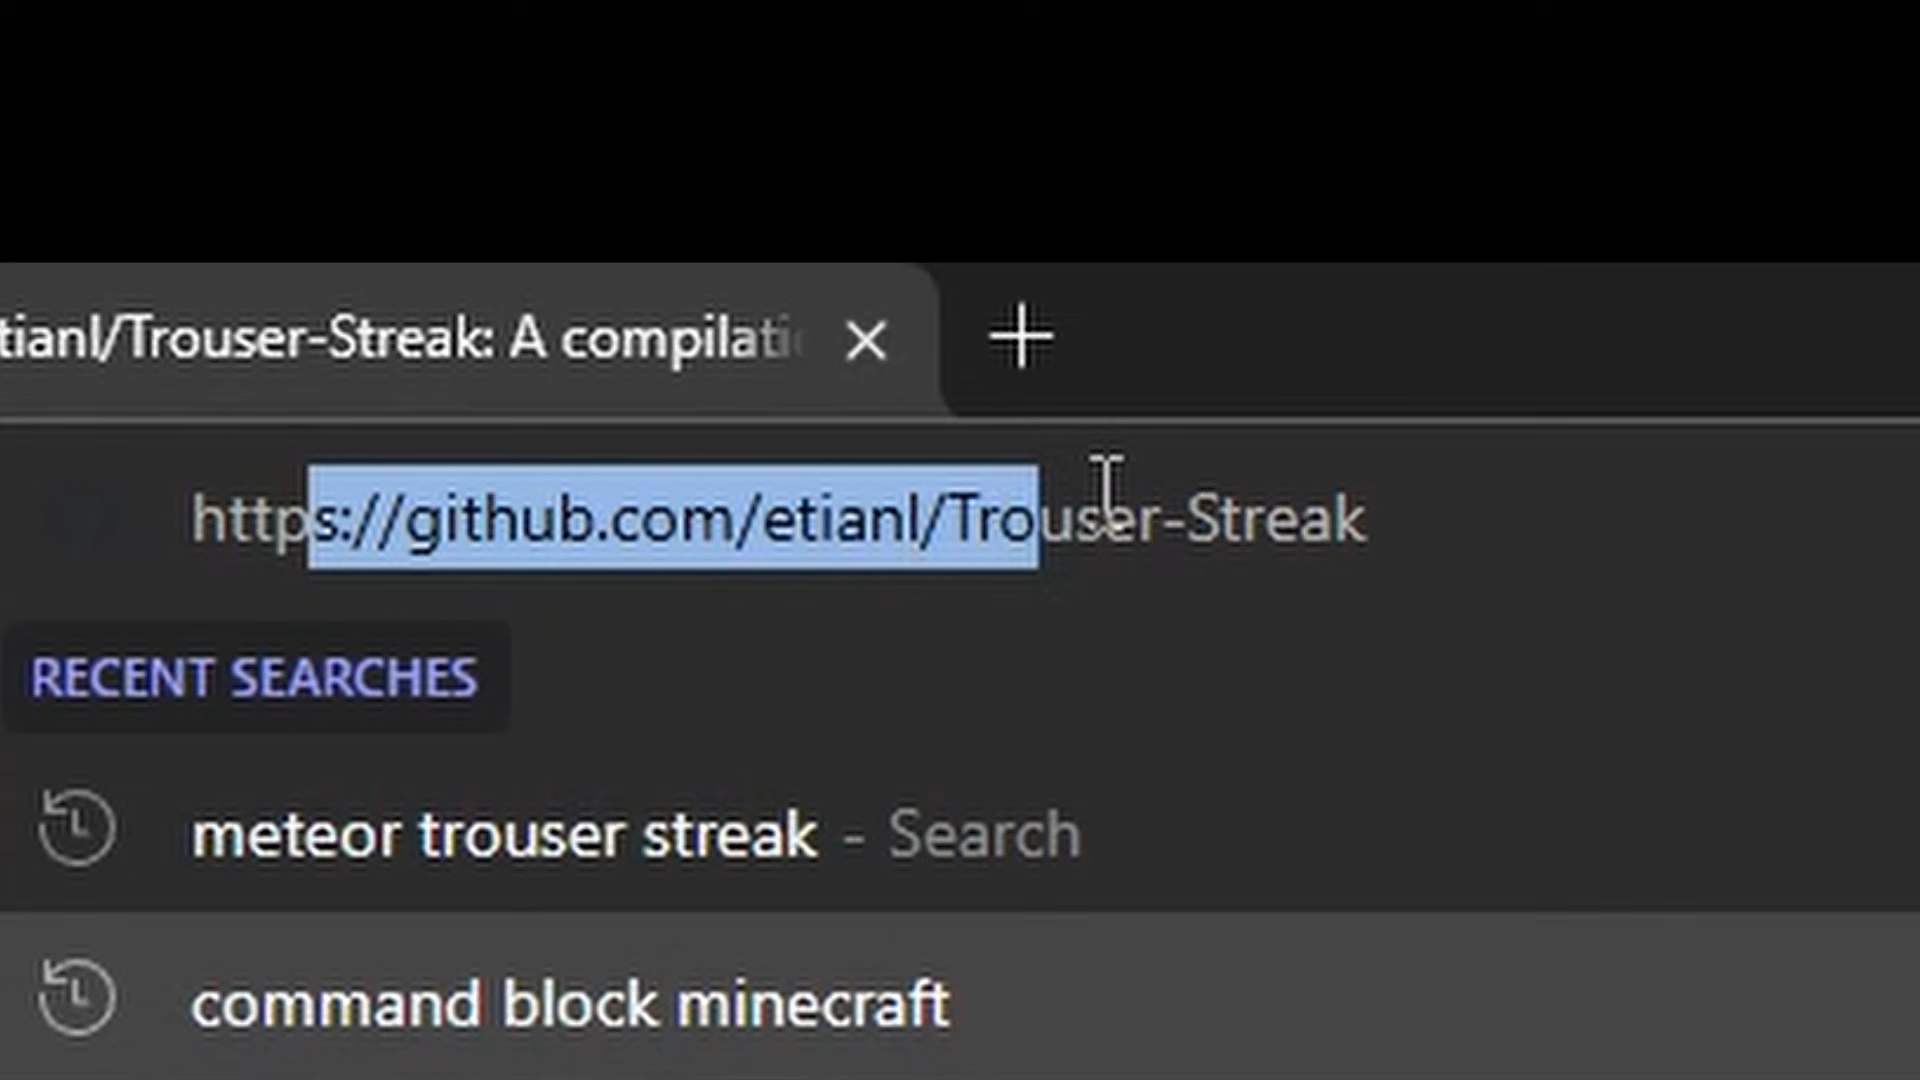 tianl/Trouser-Streak: A compilati
https://github.com/etianl/Trouser-Streak
RECENT SEARCHES
meteor trouser streak - Search
command block minecraft